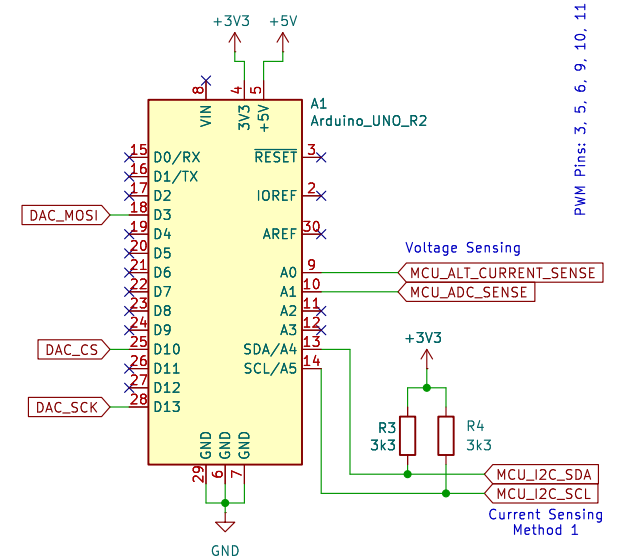 +3V3
+5V
PWM Pins: 3, 5, 6, 9, 10, 11
8
4
5
A1
Arduino_UNO_R2
VIN
3V3
+5V
15 D0/RX
RESET 3
16 D1/TX
17 D2
IOREF 2
DAC_MOSI 18 D3
19 D4
AREF 30
20 D5
Voltage Sensing
21 D6
A0 9 MCU_ALT_CURRENT_SENSE
22 D7
A1 10 MCU_ADC_SENSE
23 D8
A2 11
24 D9
A3 12
+3V3
DAC_CS 25 D10
SDA/A4 13
26 D11
SCL/A5 14
27 D12
DAC_SCK 28 D13
R3
3k3
R4
3k3
GND
GND
GND
29
6
7
MCU_I2C_SDA
MCU_I2C_SCL
Current Sensing
Method 1
GND